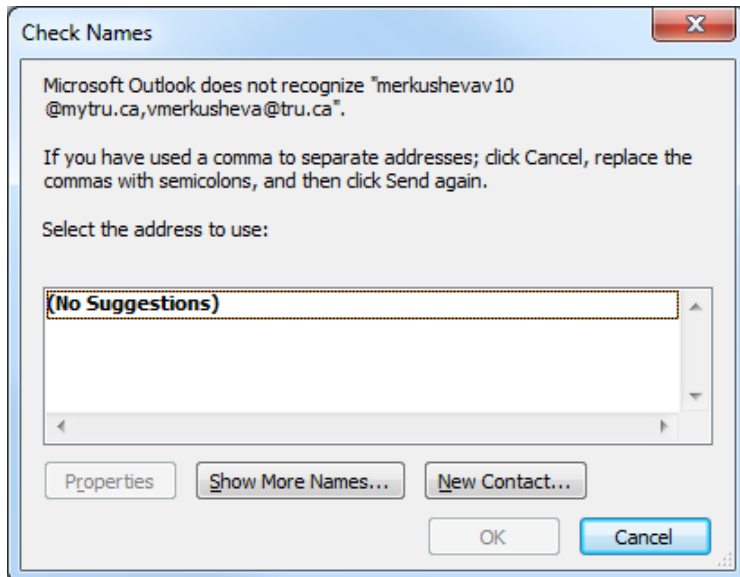 Check Names
Microsoft Outlook does not recognize "merkushevav10
@mytru.ca,vmerkusheva@tru.ca".
If you have used a comma to separate addresses; click Cancel, replace the
commas with semicolons, and then click Send again.
Select the address to use:
(No Suggestions)
Properties
Show More Names...
New Contact...
OK
Cancel